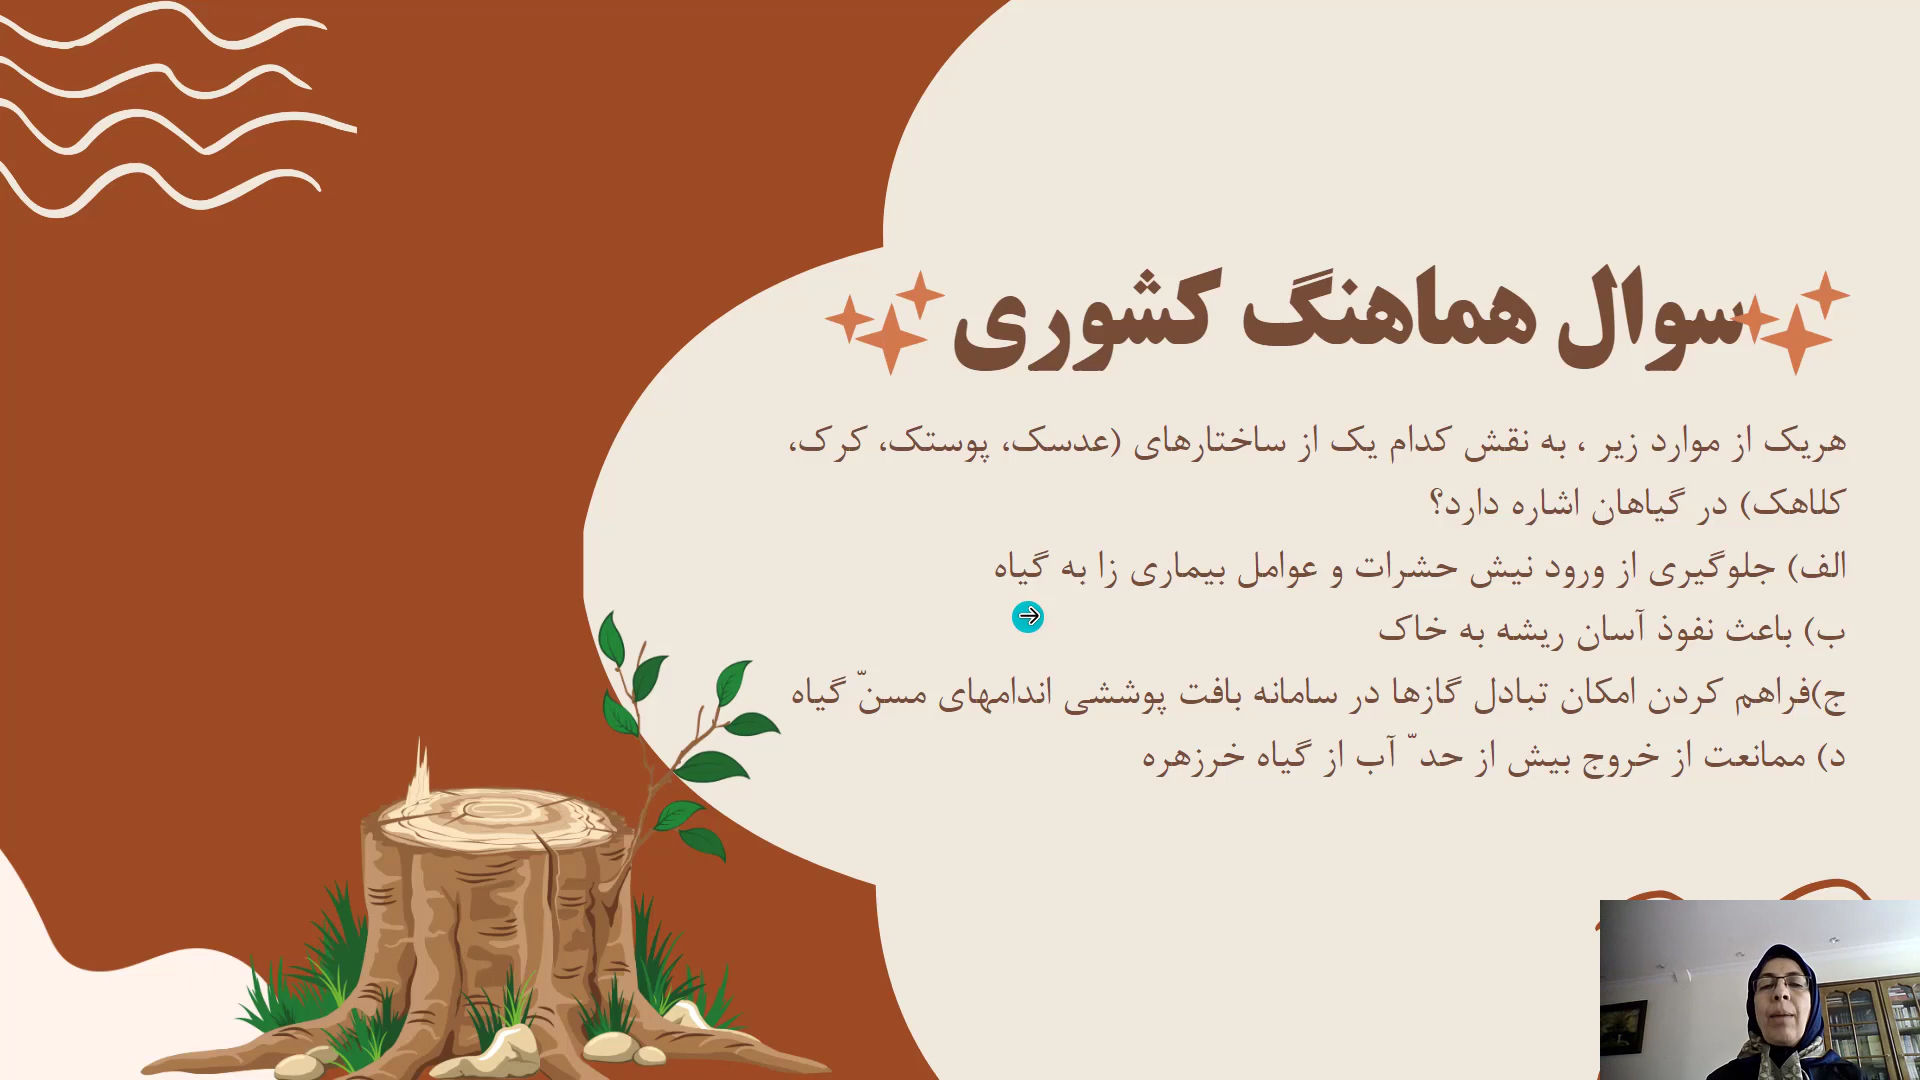 سوال هماهنگ کشوری
هریک از موارد زیر ، به نقش کدام یک از ساختارهای (عدسک، پوستک، کرک،
کلاهک) در گیاهان اشاره دارد؟
الف) جلوگیری از ورود نیش حشرات و عوامل بیماری زا به گیاه
ب) باعث نفوذ آسان ریشه به خاک
ج)فراهم کردن امکان تبادل گازها در سامانه بافت پوششی اندامهای مسنّ گیاه
د) ممانعت از خروج بیش از حد ّ آب از گیاه خرزهره